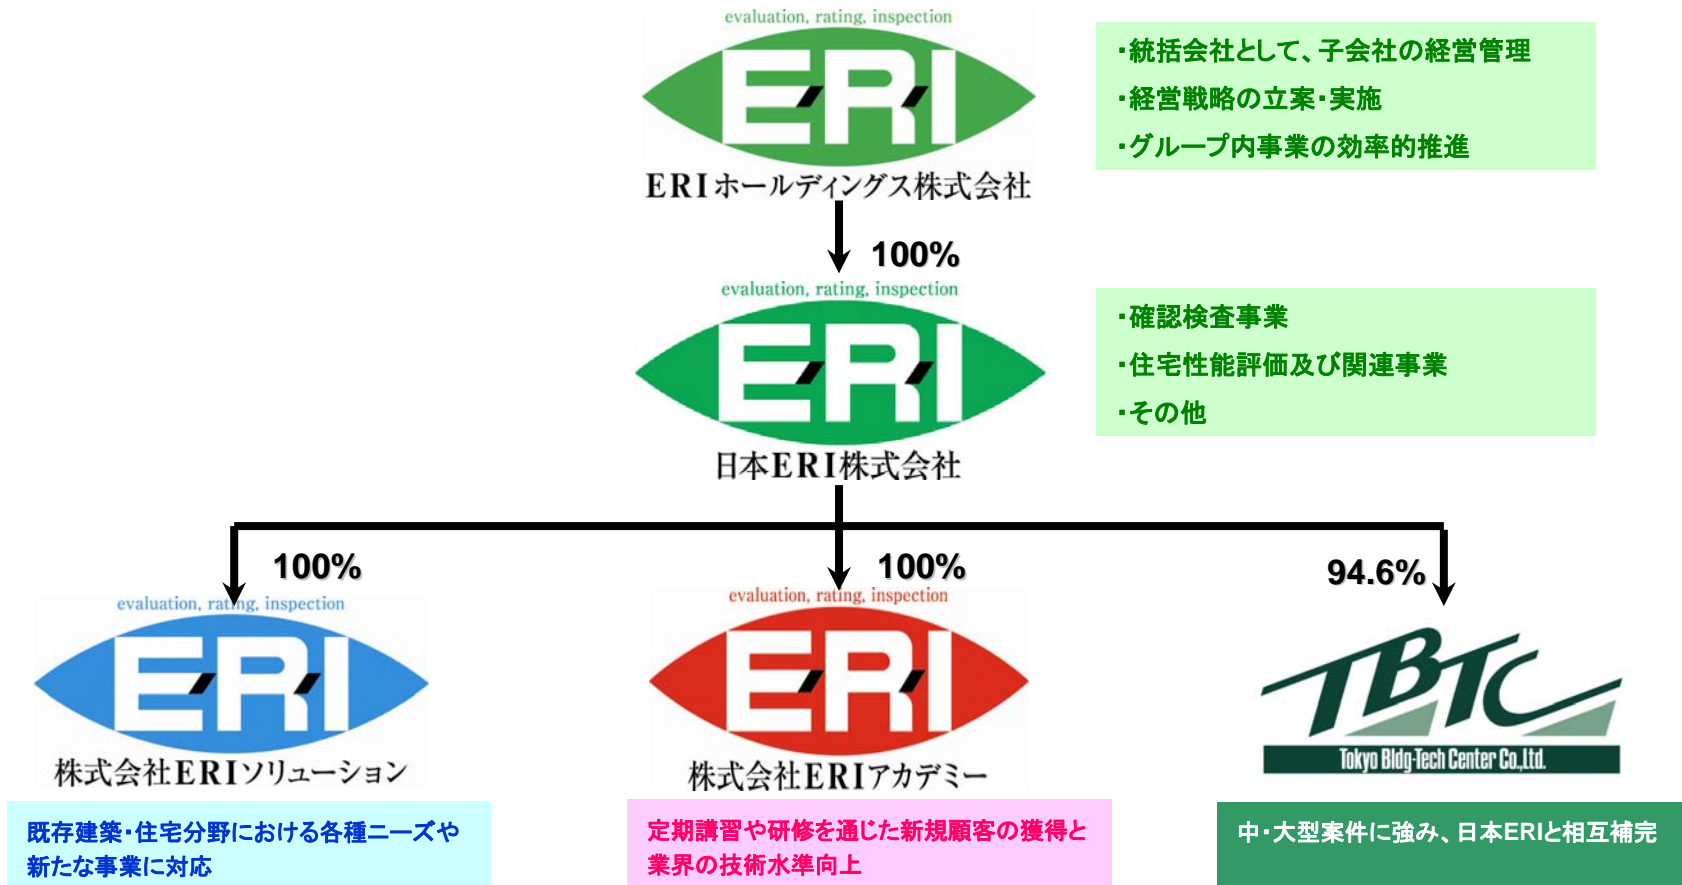 evaluation, rating, inspection
ERI
ERIホールディングス株式会社
・統括会社として、子会社の経営管理
・経営戦略の立案・実施
・グループ内事業の効率的推進
100%
evaluation, rating, inspection
ERI
日本ERI株式会社
・確認検査事業
・住宅性能評価及び関連事業
・その他
100%
100%
94.6%
evaluation, rating, inspection
ERI
株式会社ERIソリューション
既存建築・住宅分野における各種ニーズや
新たな事業に対応
evaluation, rating, inspection
ERI
株式会社ERIアカデミー
定期講習や研修を通じた新規顧客の獲得と
業界の技術水準向上
TBTC
Tokyo Bldg-Tech Center Co.,Ltd.
中・大型案件に強み、日本ERIと相互補完